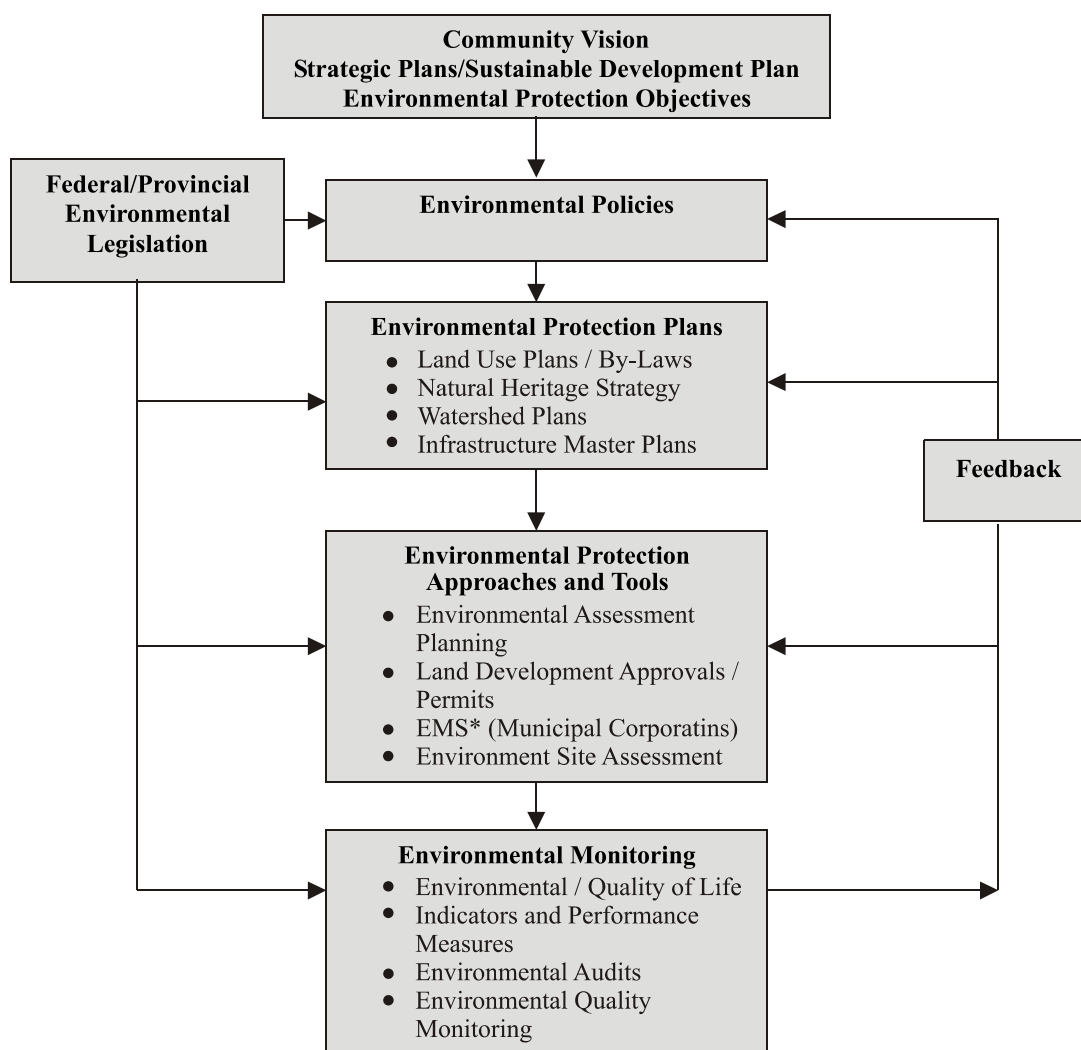 Community Vision
Strategic Plans/Sustainable Development Plan
Environmental Protection Objectives
Federal/Provincial
Environmental
Legislation
Environmental Policies
Environmental Protection Plans
● Land Use Plans / By-Laws
● Natural Heritage Strategy
● Watershed Plans
● Infrastructure Master Plans
Feedback
Environmental Protection
Approaches and Tools
● Environmental Assessment
Planning
● Land Development Approvals /
Permits
● EMS* (Municipal Corporatins)
● Environment Site Assessment
Environmental Monitoring
● Environmental / Quality of Life
● Indicators and Performance
Measures
● Environmental Audits
● Environmental Quality
Monitoring